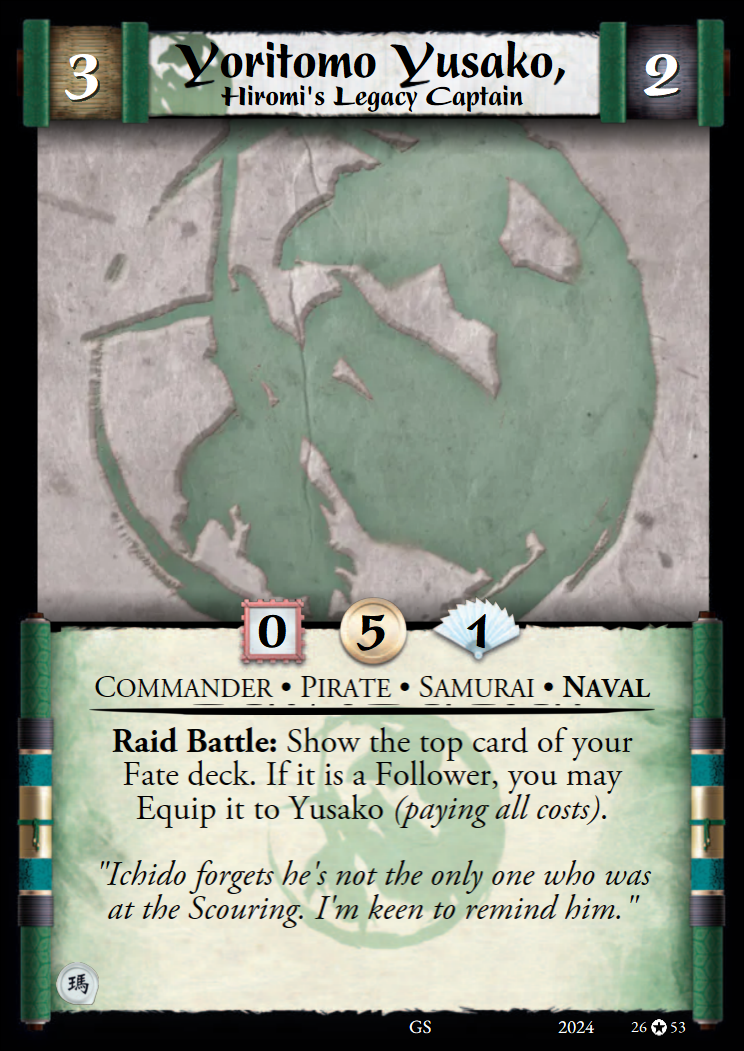 3
Yoritomo Yusako,
Hiromi's Legacy Captain
2
0 5 1
Commander • Pirate • Samurai • Naval
Raid Battle: Show the top card of your
Fate deck. If it is a Follower, you may
Equip it to Yusako (paying all costs).
"Ichido forgets he's not the only one who was
at the Scouring. I'm keen to remind him."
瑪
GS 2024 26 ✪ 53